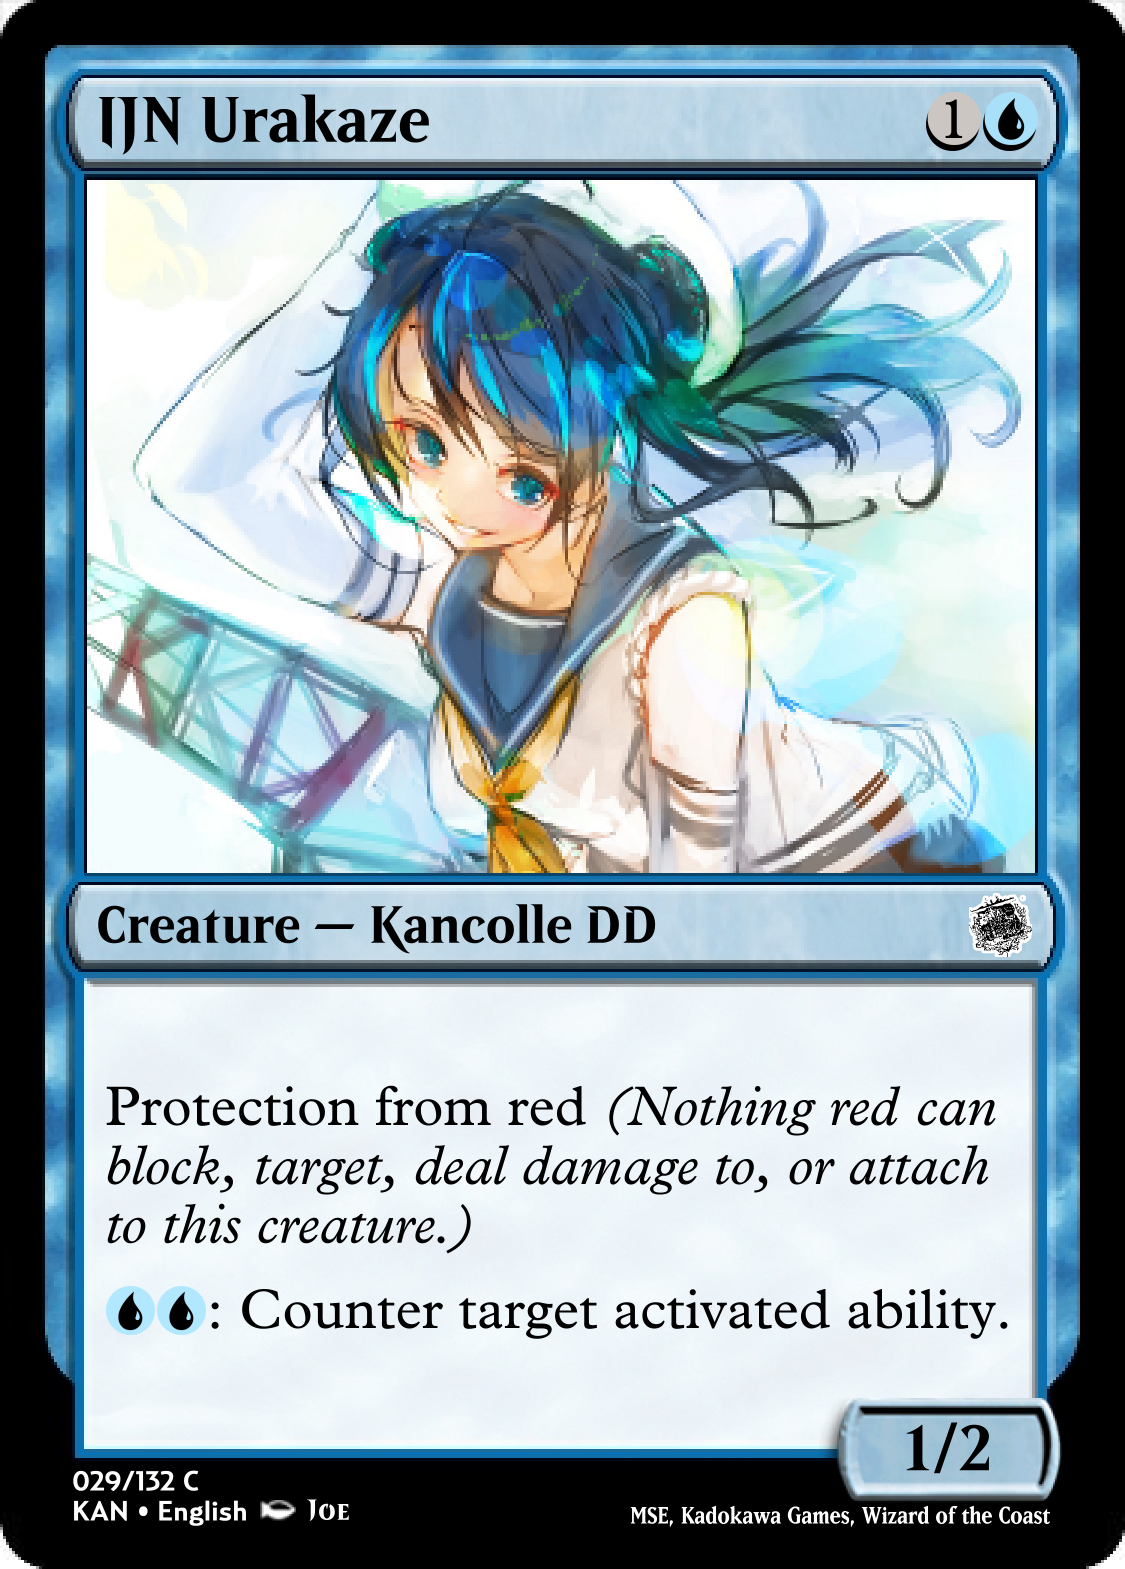 IJN Urakaze
1
Creature — Kancolle DD
Protection from red (Nothing red can
block, target, deal damage to, or attach
to this creature.)
: Counter target activated ability.
1/2
029/132 C
KAN • English JOE
MSE, Kadokawa Games, Wizard of the Coast